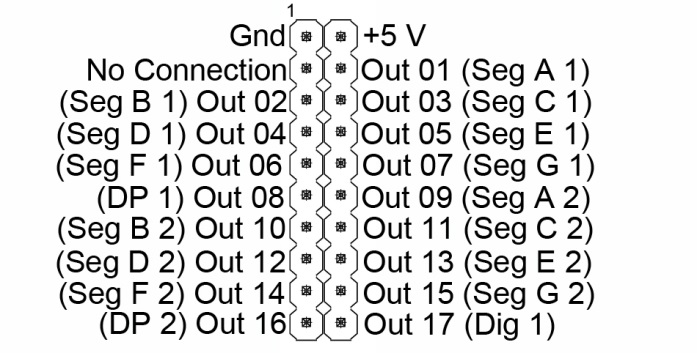 1
Gnd +5 V
No Connection Out 01 (Seg A 1)
(Seg B 1) Out 02 Out 03 (Seg C 1)
(Seg D 1) Out 04 Out 05 (Seg E 1)
(Seg F 1) Out 06 Out 07 (Seg G 1)
(DP 1) Out 08 Out 09 (Seg A 2)
(Seg B 2) Out 10 Out 11 (Seg C 2)
(Seg D 2) Out 12 Out 13 (Seg E 2)
(Seg F 2) Out 14 Out 15 (Seg G 2)
(DP 2) Out 16 Out 17 (Dig 1)